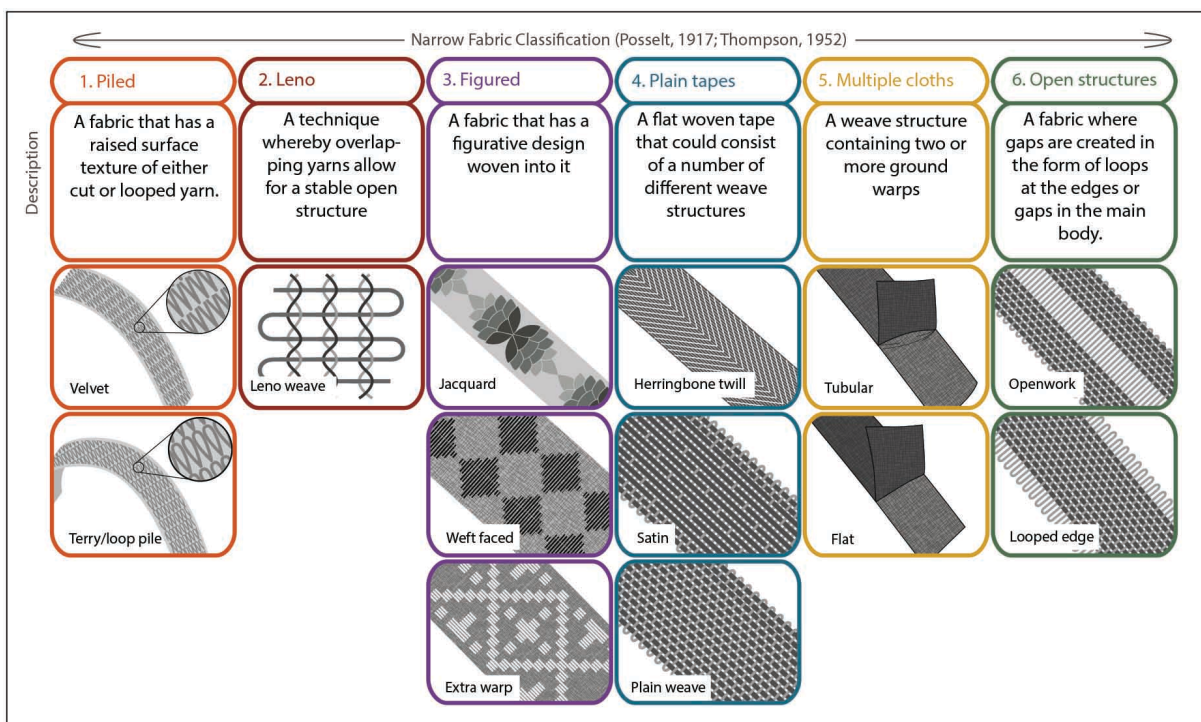 Narrow Fabric Classification (Posselt, 1917; Thompson, 1952)
1. Piled
2. Leno
3. Figured
4. Plain tapes
5. Multiple cloths
6. Open structures
Description
A fabric that has a
raised surface
texture of either
cut or looped yarn.
A technique
whereby overlap-
ping yarns allow
for a stable open
structure
A fabric that has a
figurative design
woven into it
A flat woven tape
that could consist
of a number of
different weave
structures
A weave structure
containing two or
more ground
warps
A fabric where
gaps are created in
the form of loops
at the edges or
gaps in the main
body.
Velvet
Leno weave
Jacquard
Herringbone twill
Tubular
Openwork
Terry/loop pile
Weft faced
Satin
Flat
Looped edge
Extra warp
Plain weave